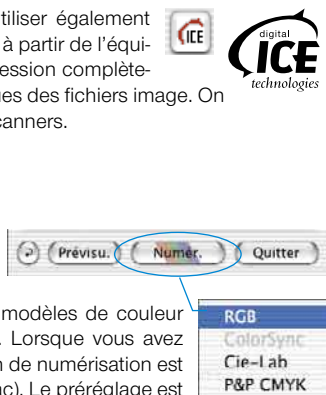 tiliser également
à partir de l'équi-
ession complète-
ues des fichiers image. On
canners.
ICE
digital
ICE
technologies
Prévisu.
Numér.
Quitter
modèles de couleur
. Lorsque vous avez
n de numérisation est
nc). Le préréglage est
RGB
ColorSync
Cie-Lab
P&P CMYK